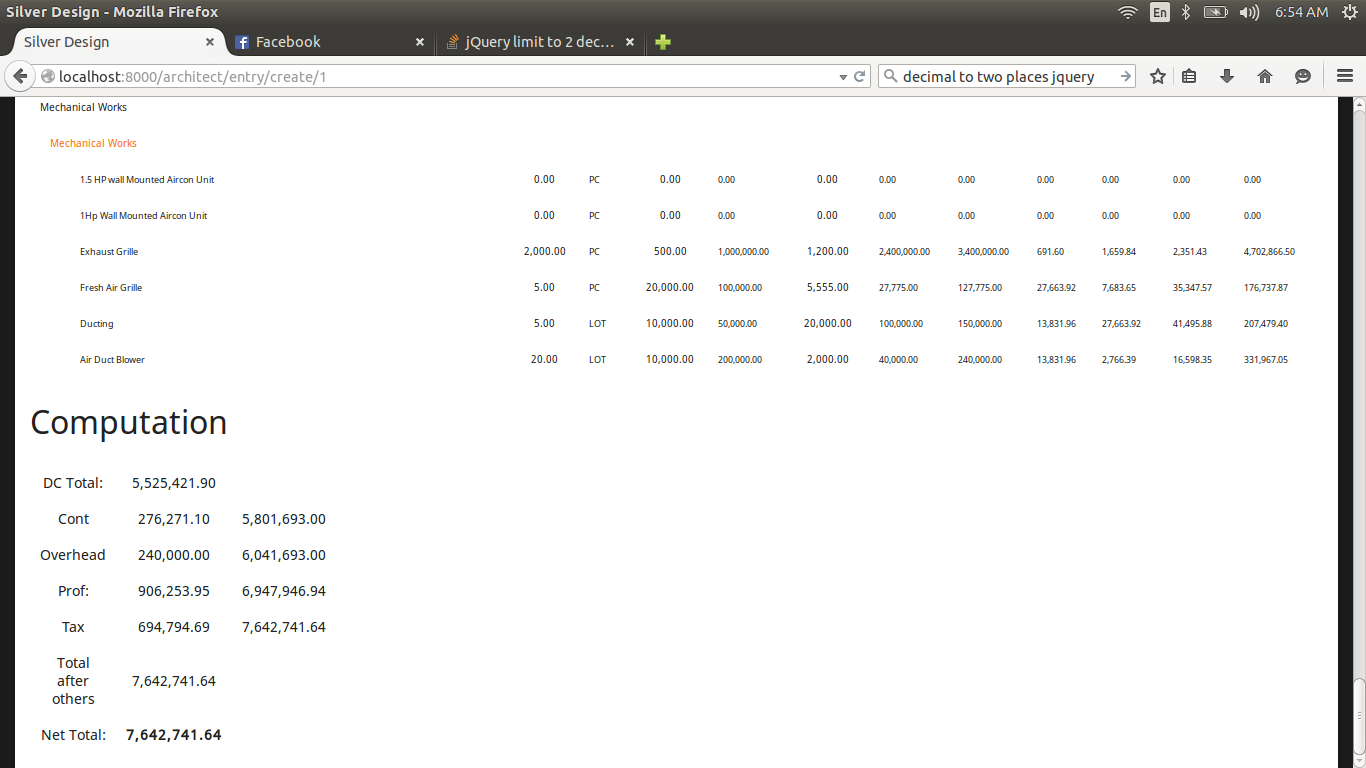 Silver Design - Mozilla Firefox En 6:54 AM
Silver Design × Facebook × jQuery limit to 2 dec... ×
localhost:8000/architect/entry/create/1 decimal to two places jquery
Mechanical Works
Mechanical Works
1.5 HP wall Mounted Aircon Unit 0.00 PC 0.00 0.00 0.00 0.00 0.00 0.00 0.00 0.00 0.00
1Hp Wall Mounted Aircon Unit 0.00 PC 0.00 0.00 0.00 0.00 0.00 0.00 0.00 0.00 0.00
Exhaust Grille 2,000.00 PC 500.00 1,000,000.00 1,200.00 2,400,000.00 3,400,000.00 691.60 1,659.84 2,351.43 4,702,866.50
Fresh Air Grille 5.00 PC 20,000.00 100,000.00 5,555.00 27,775.00 127,775.00 27,663.92 7,683.65 35,347.57 176,737.87
Ducting 5.00 LOT 10,000.00 50,000.00 20,000.00 100,000.00 150,000.00 13,831.96 27,663.92 41,495.88 207,479.40
Air Duct Blower 20.00 LOT 10,000.00 200,000.00 2,000.00 40,000.00 240,000.00 13,831.96 2,766.39 16,598.35 331,967.05
Computation
DC Total: 5,525,421.90
Cont 276,271.10 5,801,693.00
Overhead 240,000.00 6,041,693.00
Prof: 906,253.95 6,947,946.94
Tax 694,794.69 7,642,741.64
Total
after 7,642,741.64
others
Net Total: 7,642,741.64